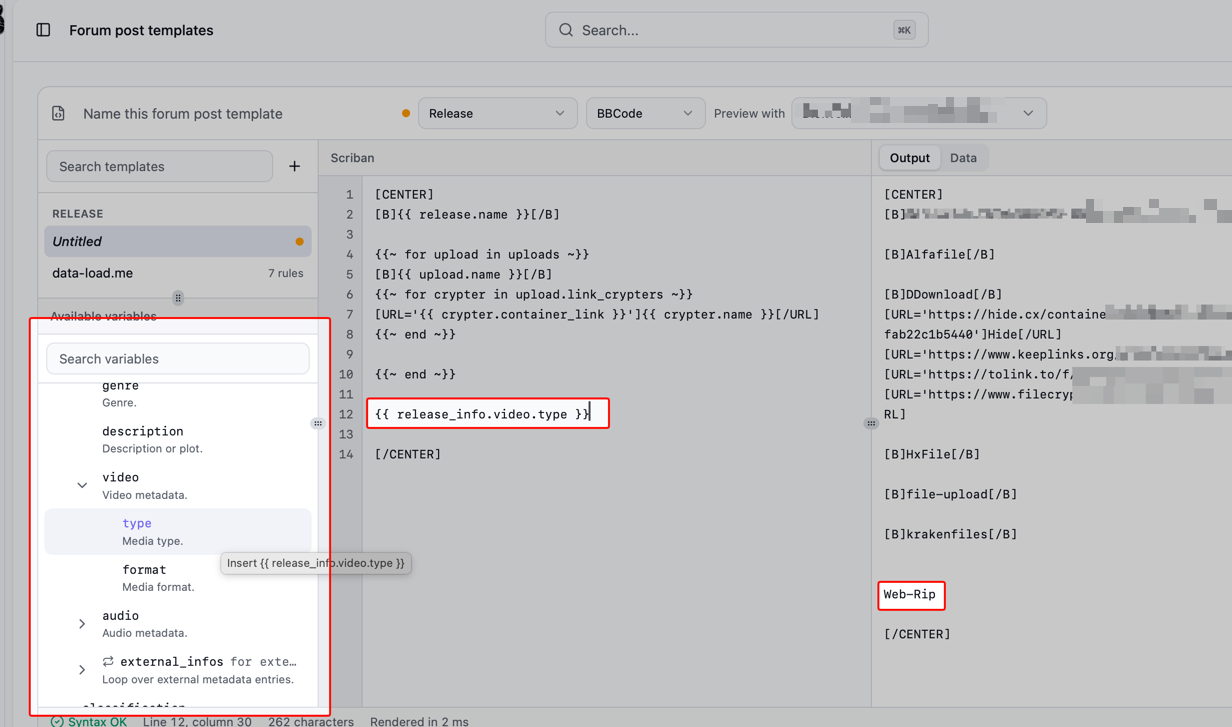 Forum post templates
Search...
⌘K
Name this forum post template
Release
BBCode
Preview with
Search templates
+
RELEASE
Untitled
data-load.me
7 rules
Available variables
Search variables
genre
Genre.
description
Description or plot.
video
Video metadata.
type
Media type.
Insert {{ release_info.video.type }}
format
Media format.
audio
Audio metadata.
external_infos for exte…
Loop over external metadata entries.
classification
Syntax OK
Line 12, column 30
262 characters
Rendered in 2 ms
Scriban
1 [CENTER]
2 [B]{{ release.name }}[/B]
3
4 {{~ for upload in uploads ~}}
5 [B]{{ upload.name }}[/B]
6 {{~ for crypter in upload.link_crypters ~}}
7 [URL='{{ crypter.container_link }}']{{ crypter.name }}[/URL]
8 {{~ end ~}}
9
10 {{~ end ~}}
11
12 {{ release_info.video.type }}
13
14 [/CENTER]
Output
Data
[CENTER]
[B]
[B]Alfafile[/B]
[B]DDownload[/B]
[URL='https://hide.cx/containe
fab22c1b5440']Hide[/URL]
[URL='https://www.keeplinks.org
[URL='https://tolink.to/f/
[URL='https://www.filecryp
RL]
[B]HxFile[/B]
[B]file-upload[/B]
[B]krakenfiles[/B]
Web-Rip
[/CENTER]